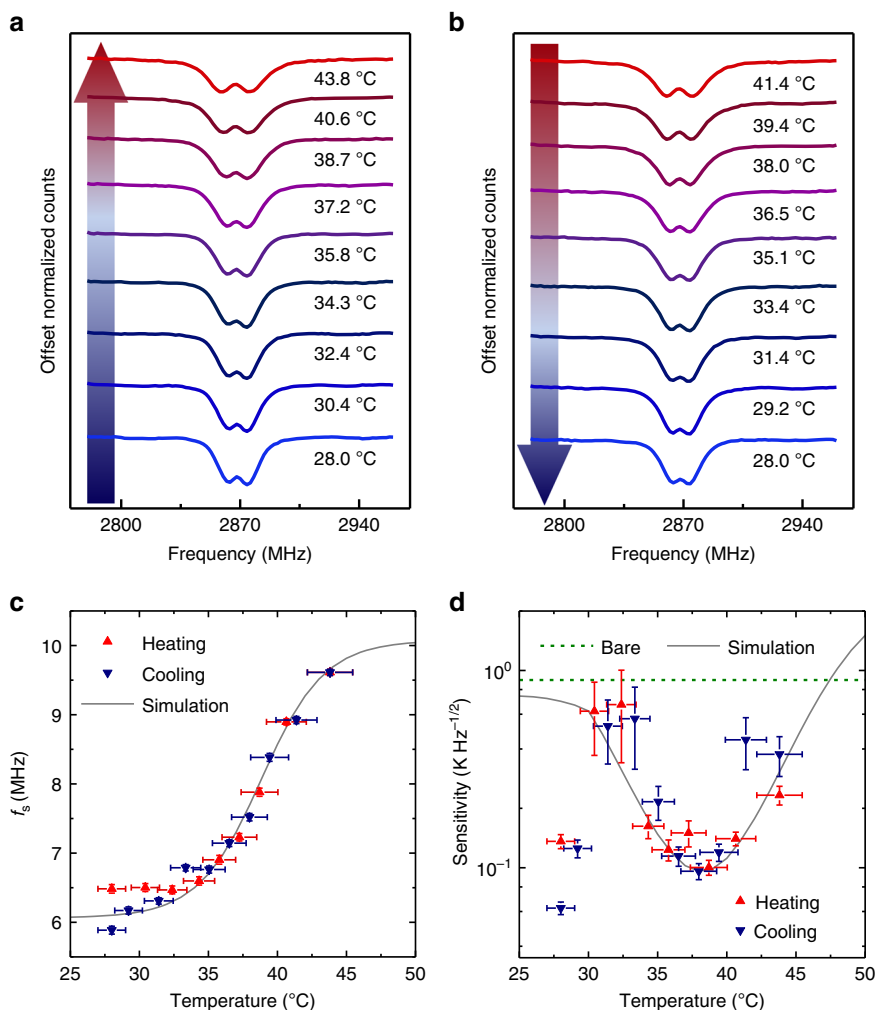 a
Offset normalized counts
43.8 °C
40.6 °C
38.7 °C
37.2 °C
35.8 °C
34.3 °C
32.4 °C
30.4 °C
28.0 °C
2800 2870 2940
Frequency (MHz)
b
Offset normalized counts
41.4 °C
39.4 °C
38.0 °C
36.5 °C
35.1 °C
33.4 °C
31.4 °C
29.2 °C
28.0 °C
2800 2870 2940
Frequency (MHz)
c
fs (MHz)
10
9
8
7
6
Heating
Cooling
Simulation
25 30 35 40 45 50
Temperature (°C)
d
Sensitivity (K Hz−1/2)
10^0
10^−1
Bare Simulation
Heating
Cooling
25 30 35 40 45 50
Temperature (°C)